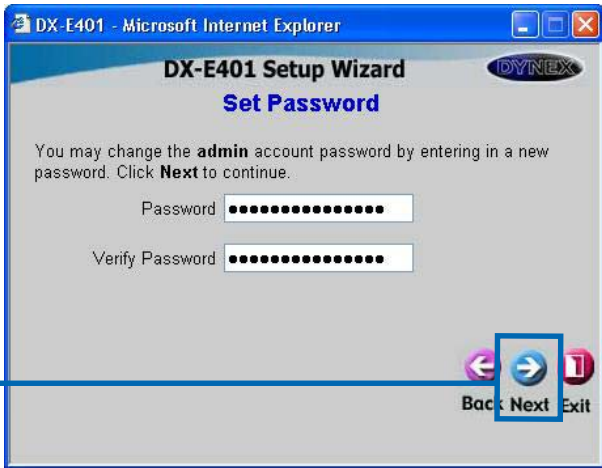 DX-E401 - Microsoft Internet Explorer
DX-E401 Setup Wizard
DYNEX
Set Password
You may change the admin account password by entering in a new
password. Click Next to continue.
Password ●●●●●●●●●●●●●●●
Verify Password ●●●●●●●●●●●●●●●
Back Next Exit